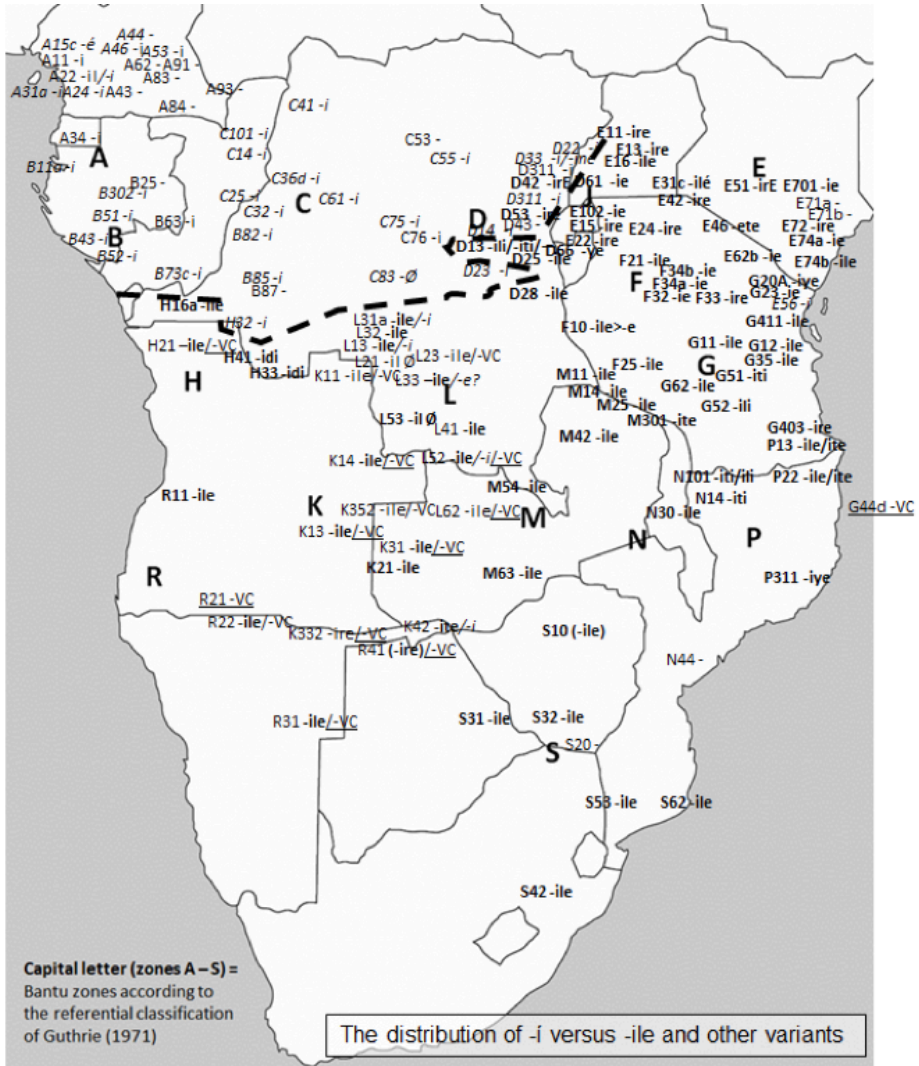 A44 -
A15c -é A46 -i A53 -i
A11 -i A62 - A91 -
A22 -il/-i A83 -
A31a -i A24 -i A43 - A93 -
A84 - C41 -i
A34 -i C101 -i C53 -
A C14 -i C55 -i
B11a -i B25 - C36d -i
B302 -i C25 -i C C61 -i
B51 -i B63 -i C32 -i C75 -i
B43 -i B B82 -i C76 -i
B52 -i
B73c -i B85 -i C83 -Ø
B87 -
E11 -ire
D22 E13 -ire
D33 -i/ E16 -ile E
D311
D42 -irE D61 -ie E31c -ilé E51 -irE E701 -ie
D311 -i J E42 -ire E71a -
D D53 E102 -ie E71b -
D14 D43 - E15 -ire E24 -ire E46 -ete E72 -ire
D13 -ili/-iti/ E22 -ire E74a -ie
D66 -ye
D25 -ile F21 -ile E62b -ie E74b -ile
D23 F F34b -ie
F34a -ie G20A -iye
D28 -ile F32 -ie F33 -ire G23 -ie
E56 -i
H16a -ile
H32 -i L31a -ile/-i F10 -ile>-e G411 -ile
L32 -ile
H21 –ile/-VC L13 -ile/-i G11 -ile G12 -ile
H41 -idi L21 -il Ø L23 -ile/-VC F25 -ile G G35 -ile
H33 -idi K11 -ile/-VC L33 –ile/-e? M11 -ile G51 -iti
H L M14 -ile G62 -ile
M25 -ile G52 -ili
L53 -il Ø L41 -ile M301 -ite G403 -ire
M42 -ile P13 -ile/ite
K14 -ile/-VC L52 -ile/-i/-VC N101 -iti/ili P22 -ile/ite
R11 -ile M54 -ile N14 -iti
K K352 -ile/-VC L62 -ile/-VC M N30 -ile G44d -VC
K13 -ile/-VC N P
K31 -ile/-VC
K21 -ile M63 -ile P311 -iye
R
R21 -VC
R22 -ile/-VC K332 -ire/-VC K42 -ite/-i S10 (-ile)
R41 (-ire)/-VC N44 -
R31 -ile/-VC S31 -ile S32 -ile
S S20 -
S53 -ile S62 -ile
S42 -ile
Capital letter (zones A – S) =
Bantu zones according to
the referential classification
of Guthrie (1971)
The distribution of -í versus -ile and other variants